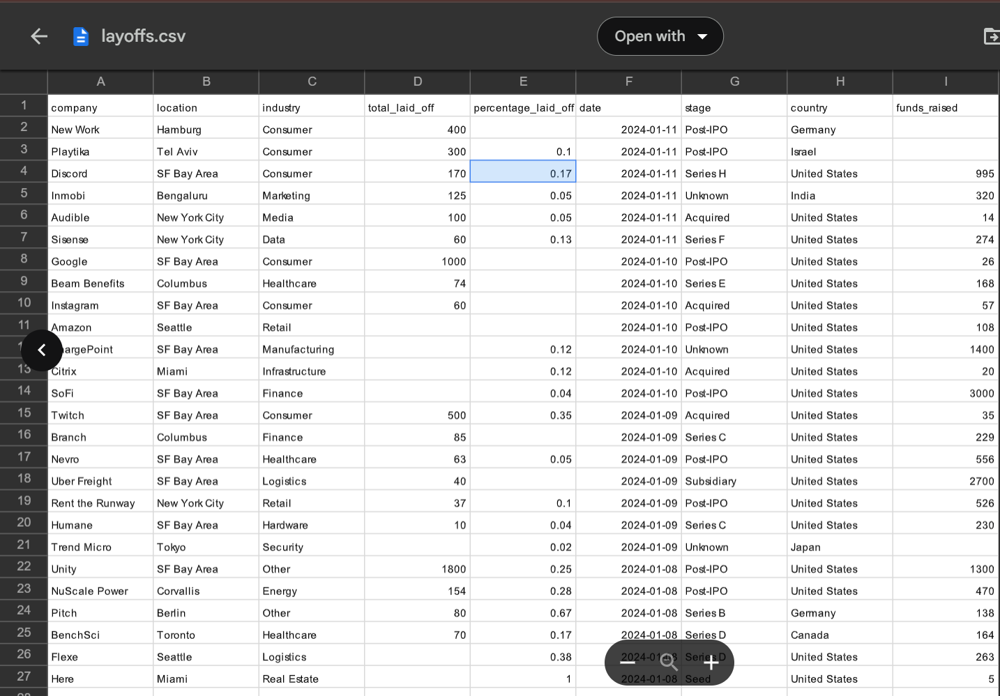 layoffs.csv Open with
A B C D E F G H I
1 company location industry total_laid_off percentage_laid_off date stage country funds_raised
2 New Work Hamburg Consumer 400 2024-01-11 Post-IPO Germany
3 Playtika Tel Aviv Consumer 300 0.1 2024-01-11 Post-IPO Israel
4 Discord SF Bay Area Consumer 170 0.17 2024-01-11 Series H United States 995
5 Inmobi Bengaluru Marketing 125 0.05 2024-01-11 Unknown India 320
6 Audible New York City Media 100 0.05 2024-01-11 Acquired United States 14
7 Sisense New York City Data 60 0.13 2024-01-11 Series F United States 274
8 Google SF Bay Area Consumer 1000 2024-01-10 Post-IPO United States 26
9 Beam Benefits Columbus Healthcare 74 2024-01-10 Series E United States 168
10 Instagram SF Bay Area Consumer 60 2024-01-10 Acquired United States 57
11 Amazon Seattle Retail 2024-01-10 Post-IPO United States 108
argePoint SF Bay Area Manufacturing 0.12 2024-01-10 Unknown United States 1400
13 Citrix Miami Infrastructure 0.12 2024-01-10 Acquired United States 20
14 SoFi SF Bay Area Finance 0.04 2024-01-10 Post-IPO United States 3000
15 Twitch SF Bay Area Consumer 500 0.35 2024-01-09 Acquired United States 35
16 Branch Columbus Finance 85 2024-01-09 Series C United States 229
17 Nevro SF Bay Area Healthcare 63 0.05 2024-01-09 Post-IPO United States 556
18 Uber Freight SF Bay Area Logistics 40 2024-01-09 Subsidiary United States 2700
19 Rent the Runway New York City Retail 37 0.1 2024-01-09 Post-IPO United States 526
20 Humane SF Bay Area Hardware 10 0.04 2024-01-09 Series C United States 230
21 Trend Micro Tokyo Security 0.02 2024-01-09 Unknown Japan
22 Unity SF Bay Area Other 1800 0.25 2024-01-08 Post-IPO United States 1300
23 NuScale Power Corvallis Energy 154 0.28 2024-01-08 Post-IPO United States 470
24 Pitch Berlin Other 80 0.67 2024-01-08 Series B Germany 138
25 BenchSci Toronto Healthcare 70 0.17 2024-01-08 Series D Canada 164
26 Flexe Seattle Logistics 0.38 2024-01-08 Series D United States 263
27 Here Miami Real Estate 1 2024-01-08 Seed United States 5